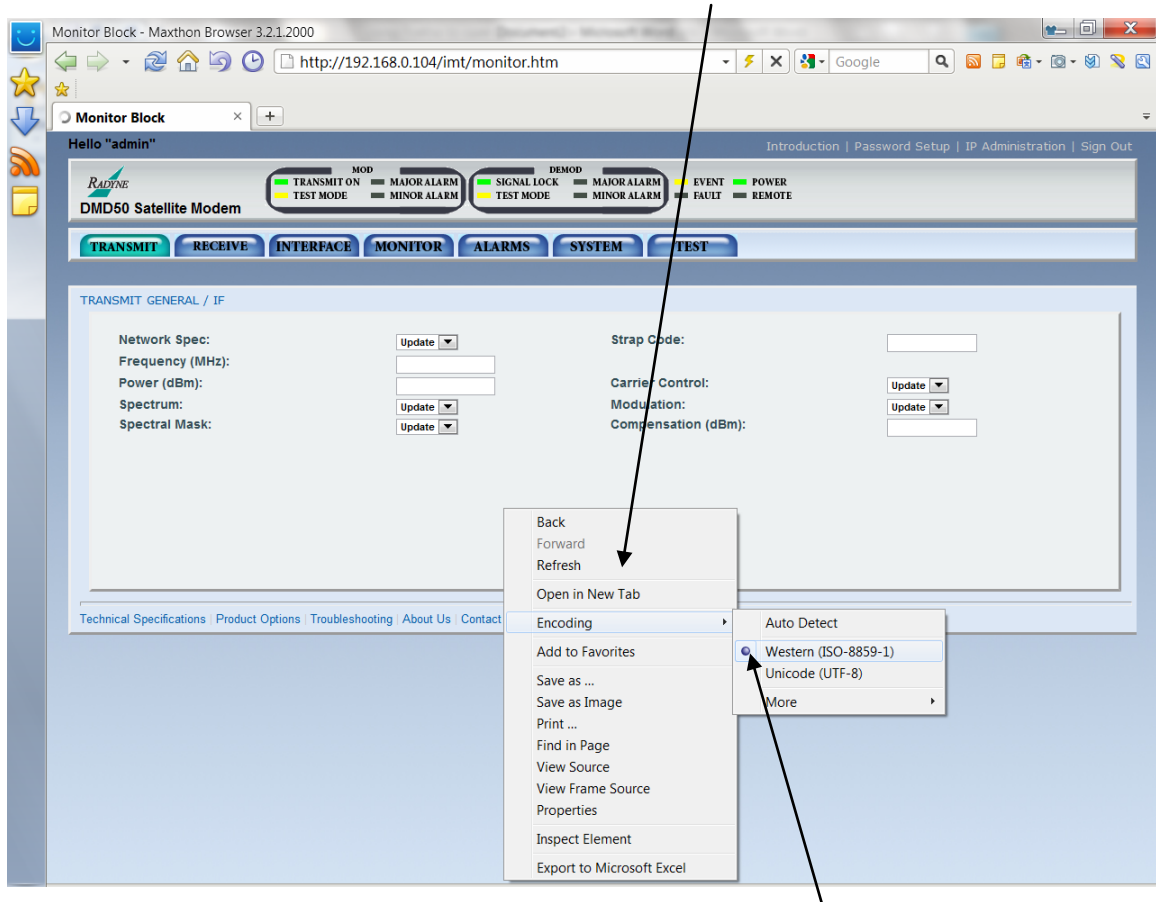 Monitor Block - Maxthon Browser 3.2.1.2000
http://192.168.0.104/imt/monitor.htm
Google
Monitor Block
Hello "admin"
Introduction | Password Setup | IP Administration | Sign Out
RADYNE
DMD50 Satellite Modem
MOD
TRANSMIT ON MAJOR ALARM
TEST MODE MINOR ALARM
DEMOD
SIGNAL LOCK MAJOR ALARM
TEST MODE MINOR ALARM
EVENT POWER
FAULT REMOTE
TRANSMIT RECEIVE INTERFACE MONITOR ALARMS SYSTEM TEST
TRANSMIT GENERAL / IF
Network Spec: Update Strap Code:
Frequency (MHz):
Power (dBm): Carrier Control: Update
Spectrum: Update Modulation: Update
Spectral Mask: Update Compensation (dBm):
Technical Specifications | Product Options | Troubleshooting | About Us | Contact
Back
Forward
Refresh
Open in New Tab
Encoding
Add to Favorites
Save as ...
Save as Image
Print ...
Find in Page
View Source
View Frame Source
Properties
Inspect Element
Export to Microsoft Excel
Auto Detect
Western (ISO-8859-1)
Unicode (UTF-8)
More